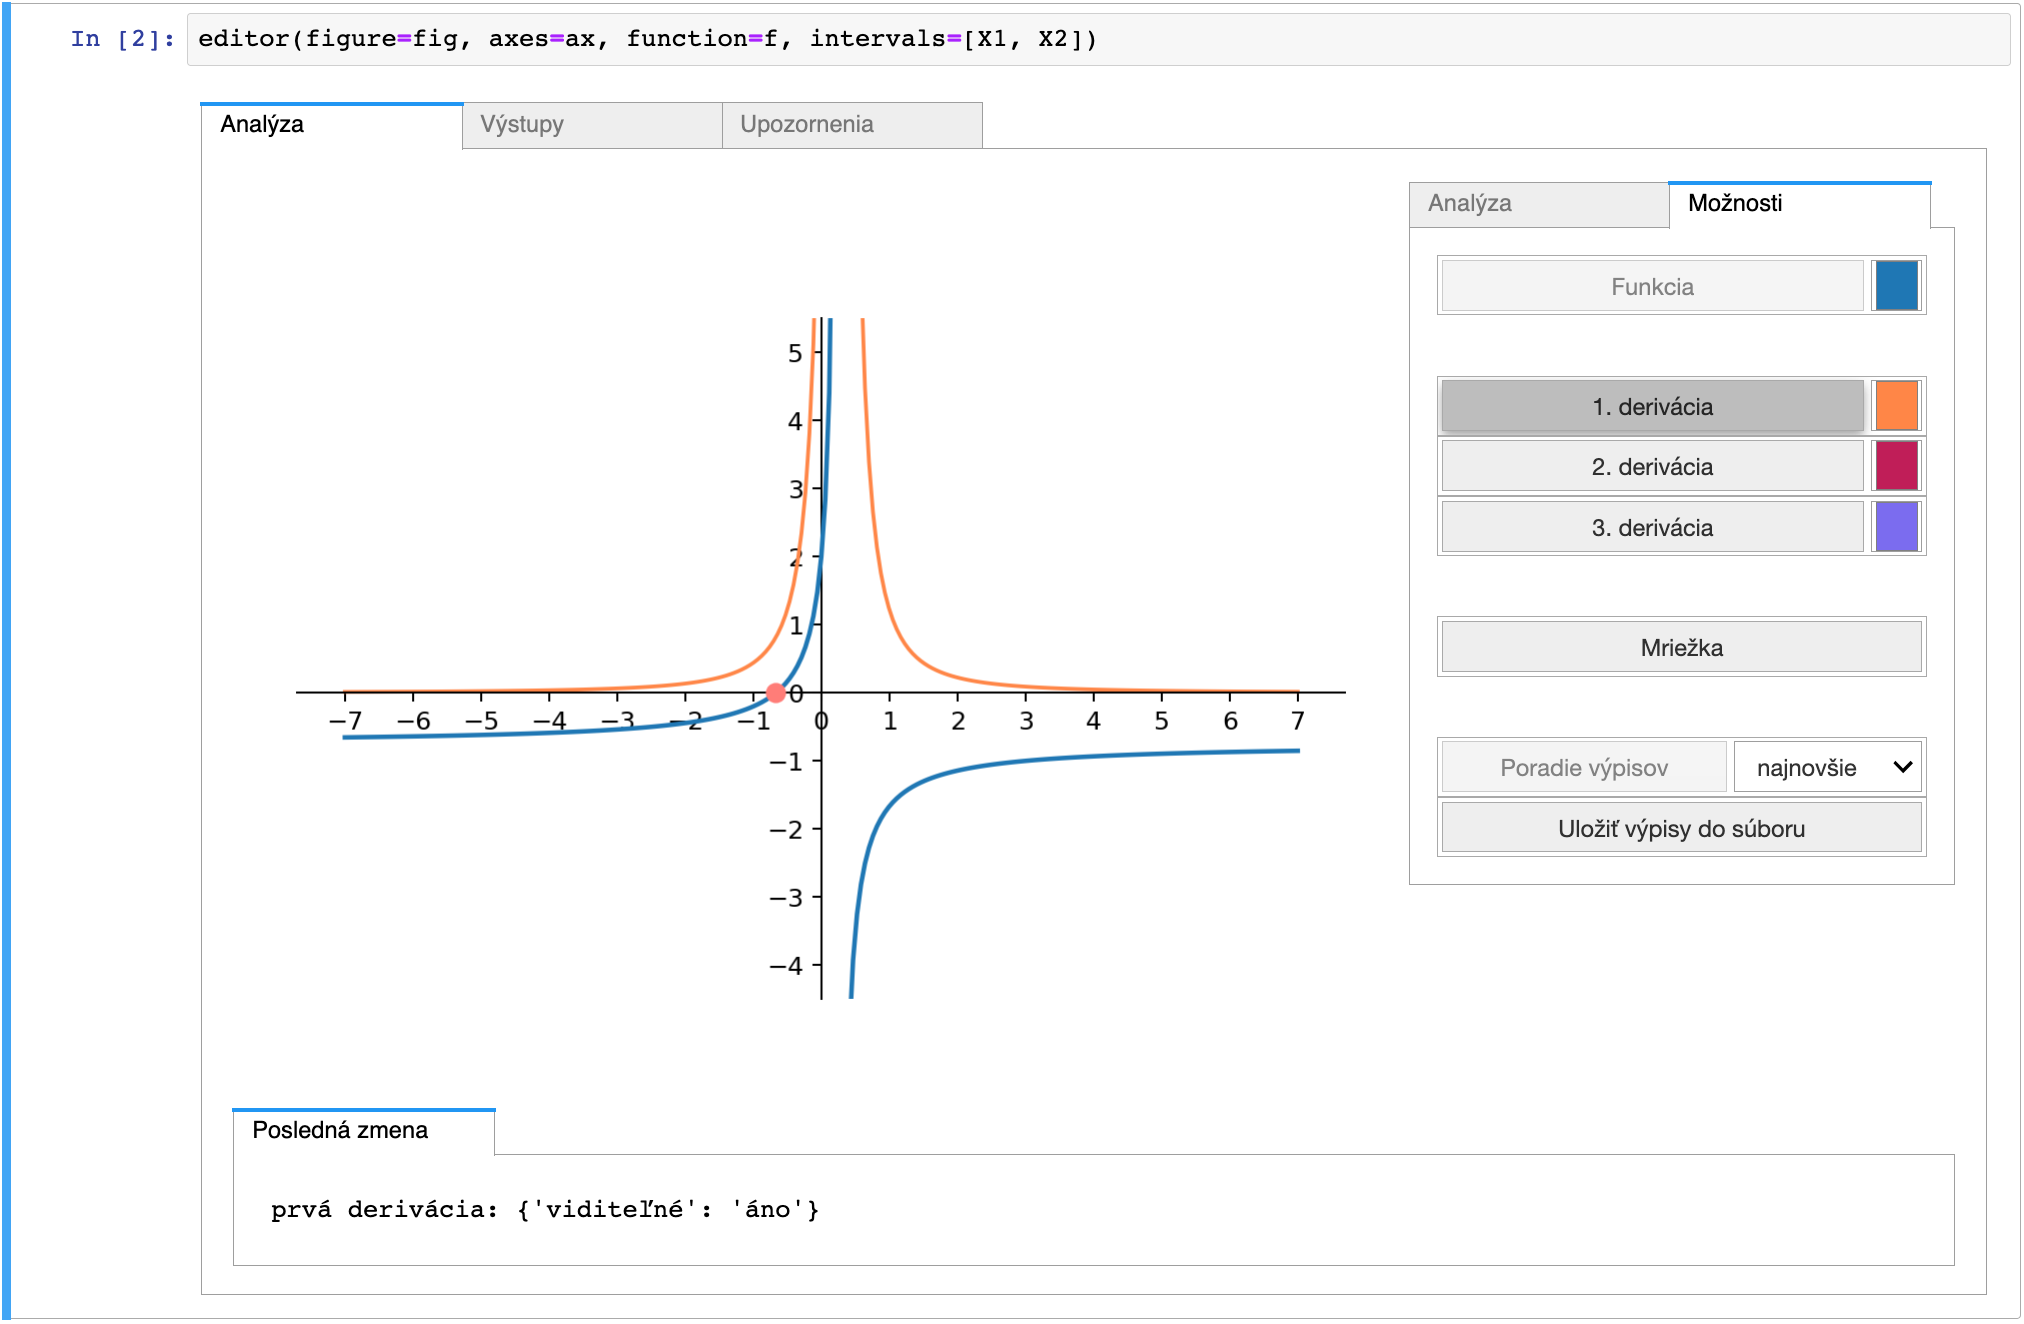 In [2]: editor(figure=fig, axes=ax, function=f, intervals=[X1, X2])
Analýza Výstupy Upozornenia
Analýza Možnosti
Funkcia
1. derivácia
2. derivácia
3. derivácia
Mriežka
Poradie výpisov najnovšie
Uložiť výpisy do súboru
5
4
3
2
1
0
−7 −6 −5 −4 −3 −2 −1 0 1 2 3 4 5 6 7
−1
−2
−3
−4
Posledná zmena
prvá derivácia: {'viditeľné': 'áno'}